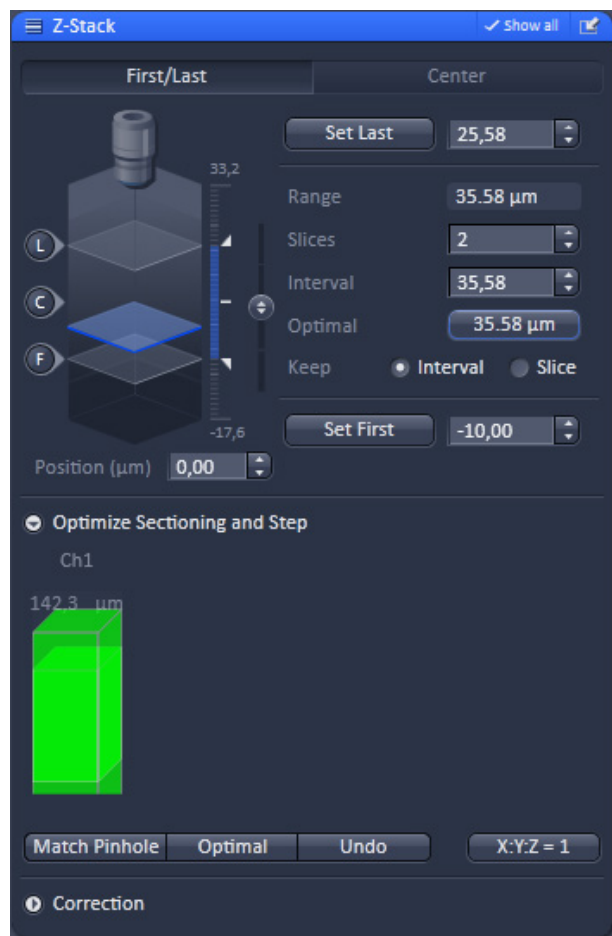 Z-Stack Show all
First/Last Center
Set Last 25,58
33,2
Range 35.58 µm
L
Slices 2
Interval 35,58
C
Optimal 35.58 µm
F
Keep Interval Slice
-17,6
Set First -10,00
Position (µm) 0,00
Optimize Sectioning and Step
Ch1
142,3 µm
Match Pinhole Optimal Undo X:Y:Z = 1
Correction